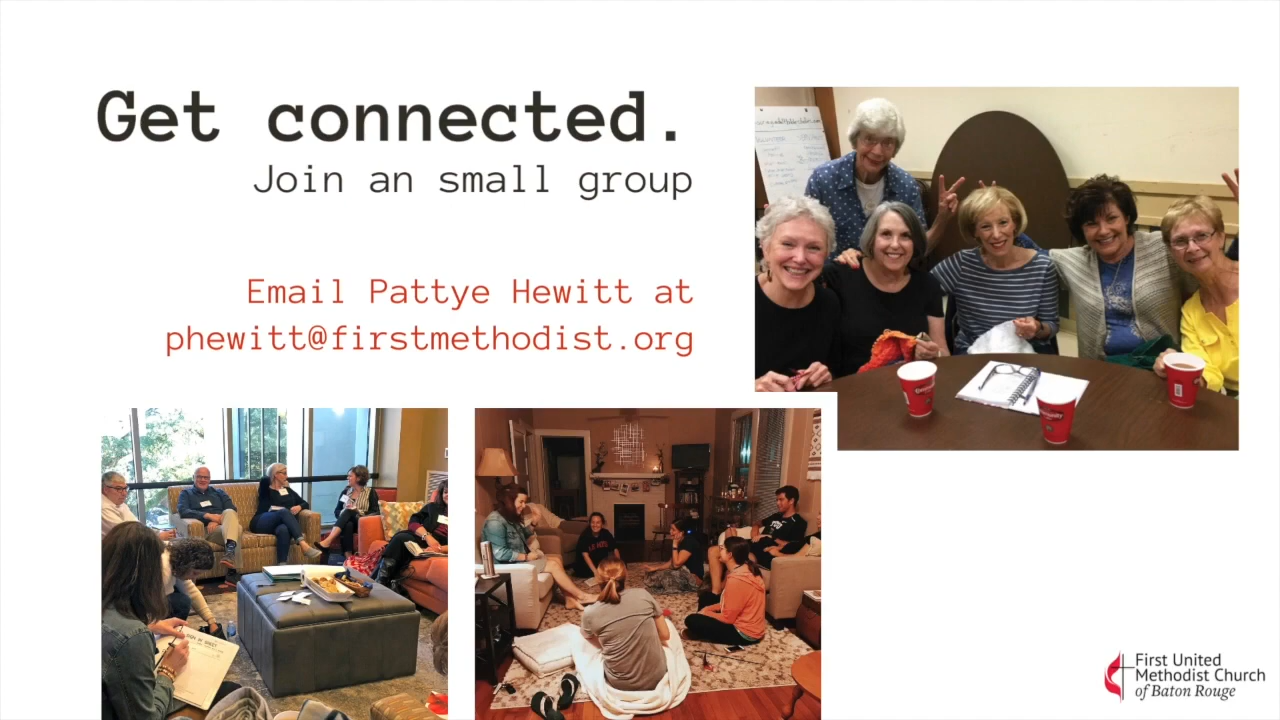 Get connected.
Join an small group
Email Pattye Hewitt at
phewitt@firstmethodist.org
First United
Methodist Church
of Baton Rouge